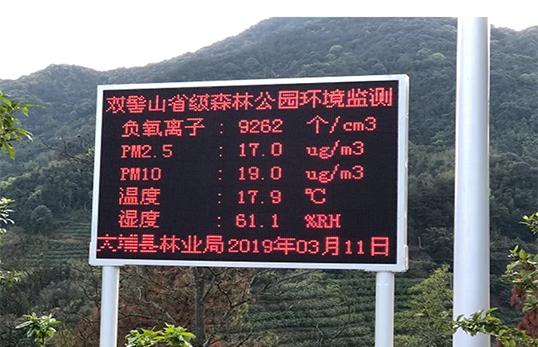 双髻山省级森林公园环境监测
负氧离子 : 9262 个/cm3
PM2.5 : 17.0 ug/m3
PM10 : 19.0 ug/m3
温度 : 17.9 ℃
湿度 : 61.1 %RH
瑞县林业局2019年03月11日